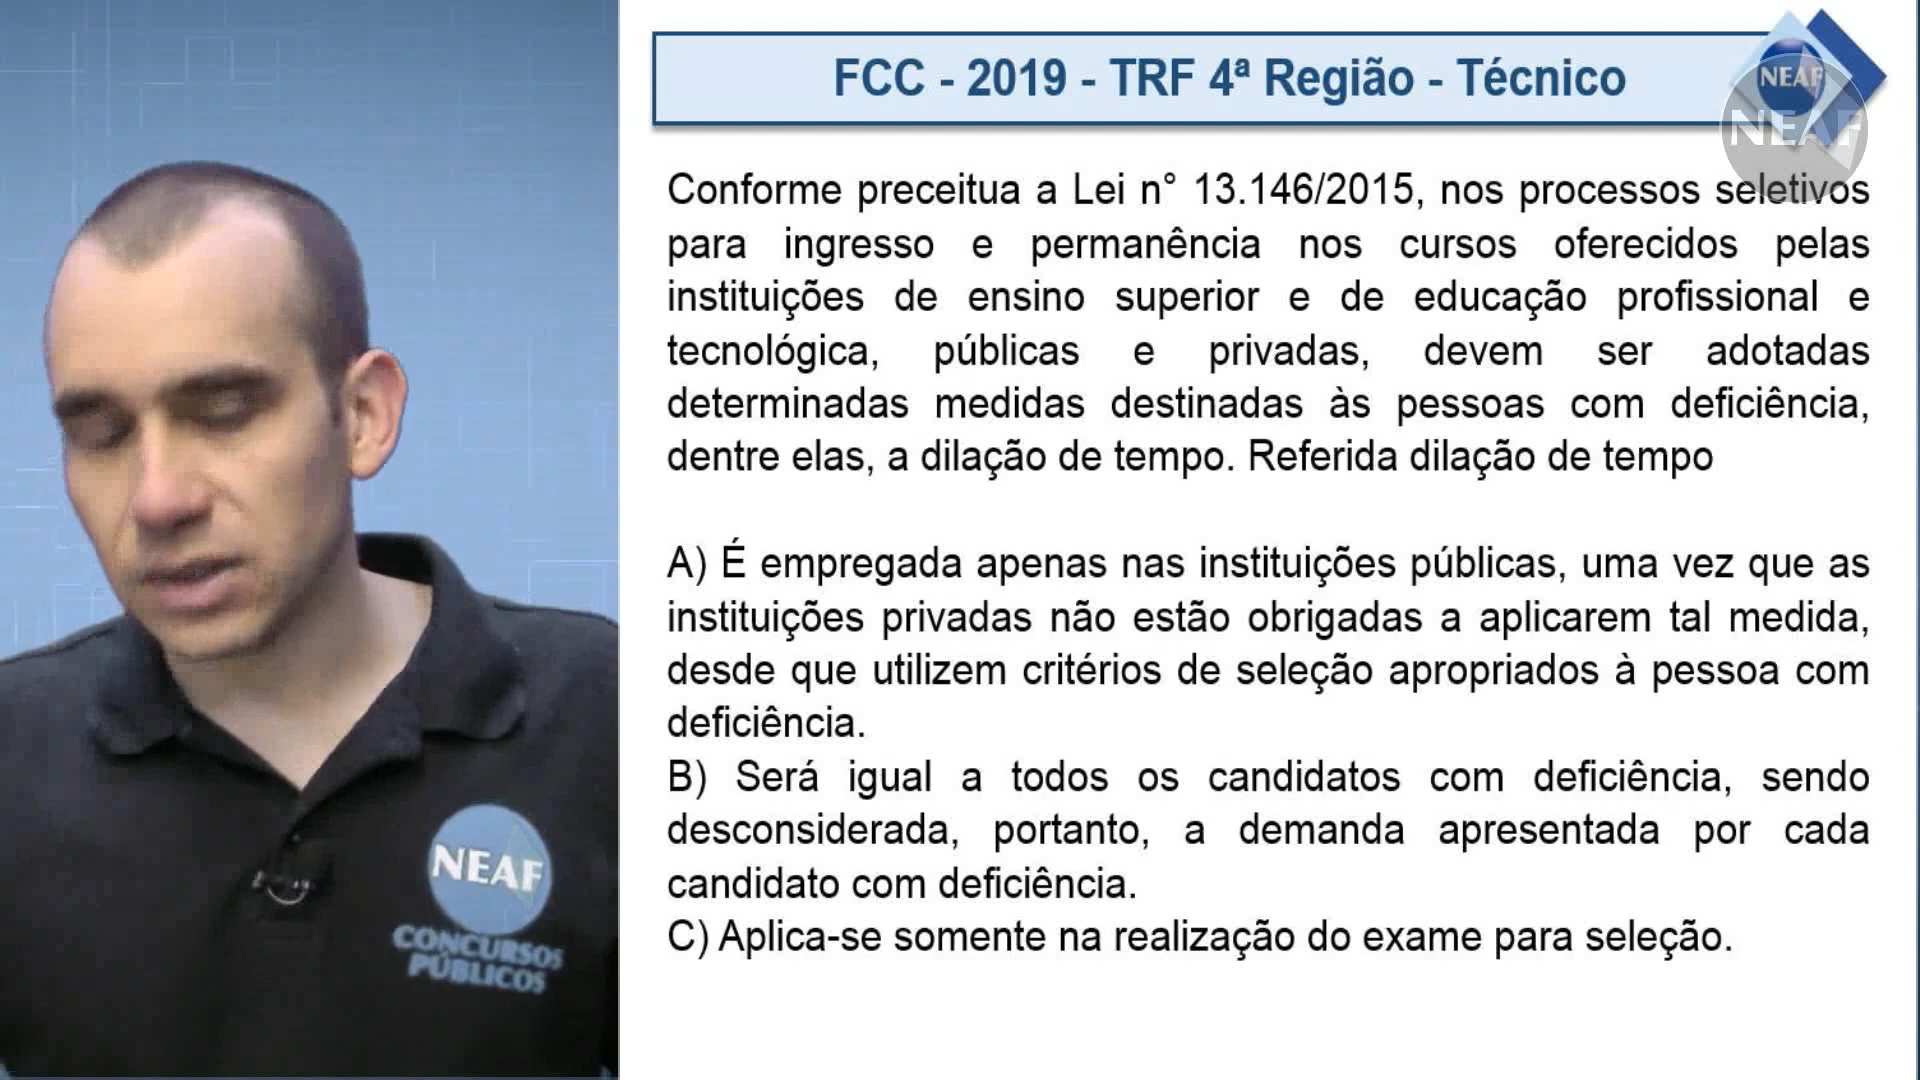 FCC - 2019 - TRF 4ª Região - Técnico
NEAF
NEAF
Conforme preceitua a Lei n° 13.146/2015, nos processos seletivos
para ingresso e permanência nos cursos oferecidos pelas
instituições de ensino superior e de educação profissional e
tecnológica, públicas e privadas, devem ser adotadas
determinadas medidas destinadas às pessoas com deficiência,
dentre elas, a dilação de tempo. Referida dilação de tempo
A) É empregada apenas nas instituições públicas, uma vez que as
instituições privadas não estão obrigadas a aplicarem tal medida,
desde que utilizem critérios de seleção apropriados à pessoa com
deficiência.
B) Será igual a todos os candidatos com deficiência, sendo
desconsiderada, portanto, a demanda apresentada por cada
candidato com deficiência.
C) Aplica-se somente na realização do exame para seleção.
NEAF
CONCURSOS
PÚBLICOS